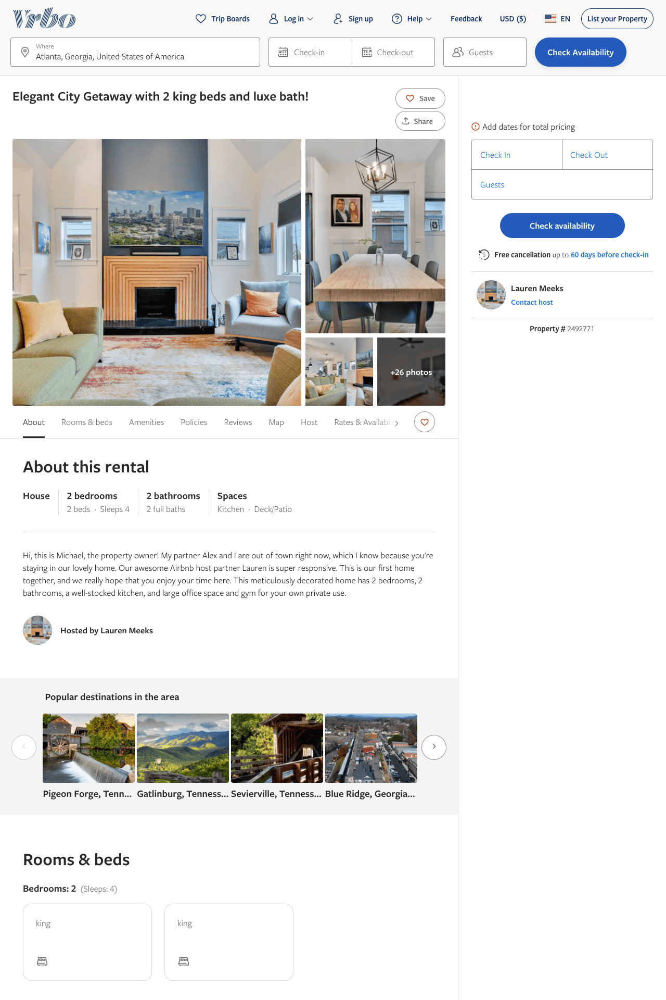 Vrbo
Trip Boards
Log in
Sign up
Help
Feedback
USD ($)
EN
List your Property
Where
Atlanta, Georgia, United States of America
Check-in
Check-out
Guests
Check Availability
Elegant City Getaway with 2 king beds and luxe bath!
Save
Share
+26 photos
Add dates for total pricing
Check In
Check Out
Guests
Check availability
Free cancellation up to 60 days before check-in
Lauren Meeks
Contact host
Property # 2492771
About
Rooms & beds
Amenities
Policies
Reviews
Map
Host
Rates & Availabili
About this rental
House
2 bedrooms
2 beds · Sleeps 4
2 bathrooms
2 full baths
Spaces
Kitchen · Deck/Patio
Hi, this is Michael, the property owner! My partner Alex and I are out of town right now, which I know because you're
staying in our lovely home. Our awesome Airbnb host partner Lauren is super responsive. This is our first home
together, and we really hope that you enjoy your time here. This meticulously decorated home has 2 bedrooms, 2
bathrooms, a well-stocked kitchen, and large office space and gym for your own private use.
Hosted by Lauren Meeks
Popular destinations in the area
Pigeon Forge, Tenn...
Gatlinburg, Tenness...
Sevierville, Tenness...
Blue Ridge, Georgia...
Rooms & beds
Bedrooms: 2 (Sleeps: 4)
king
king